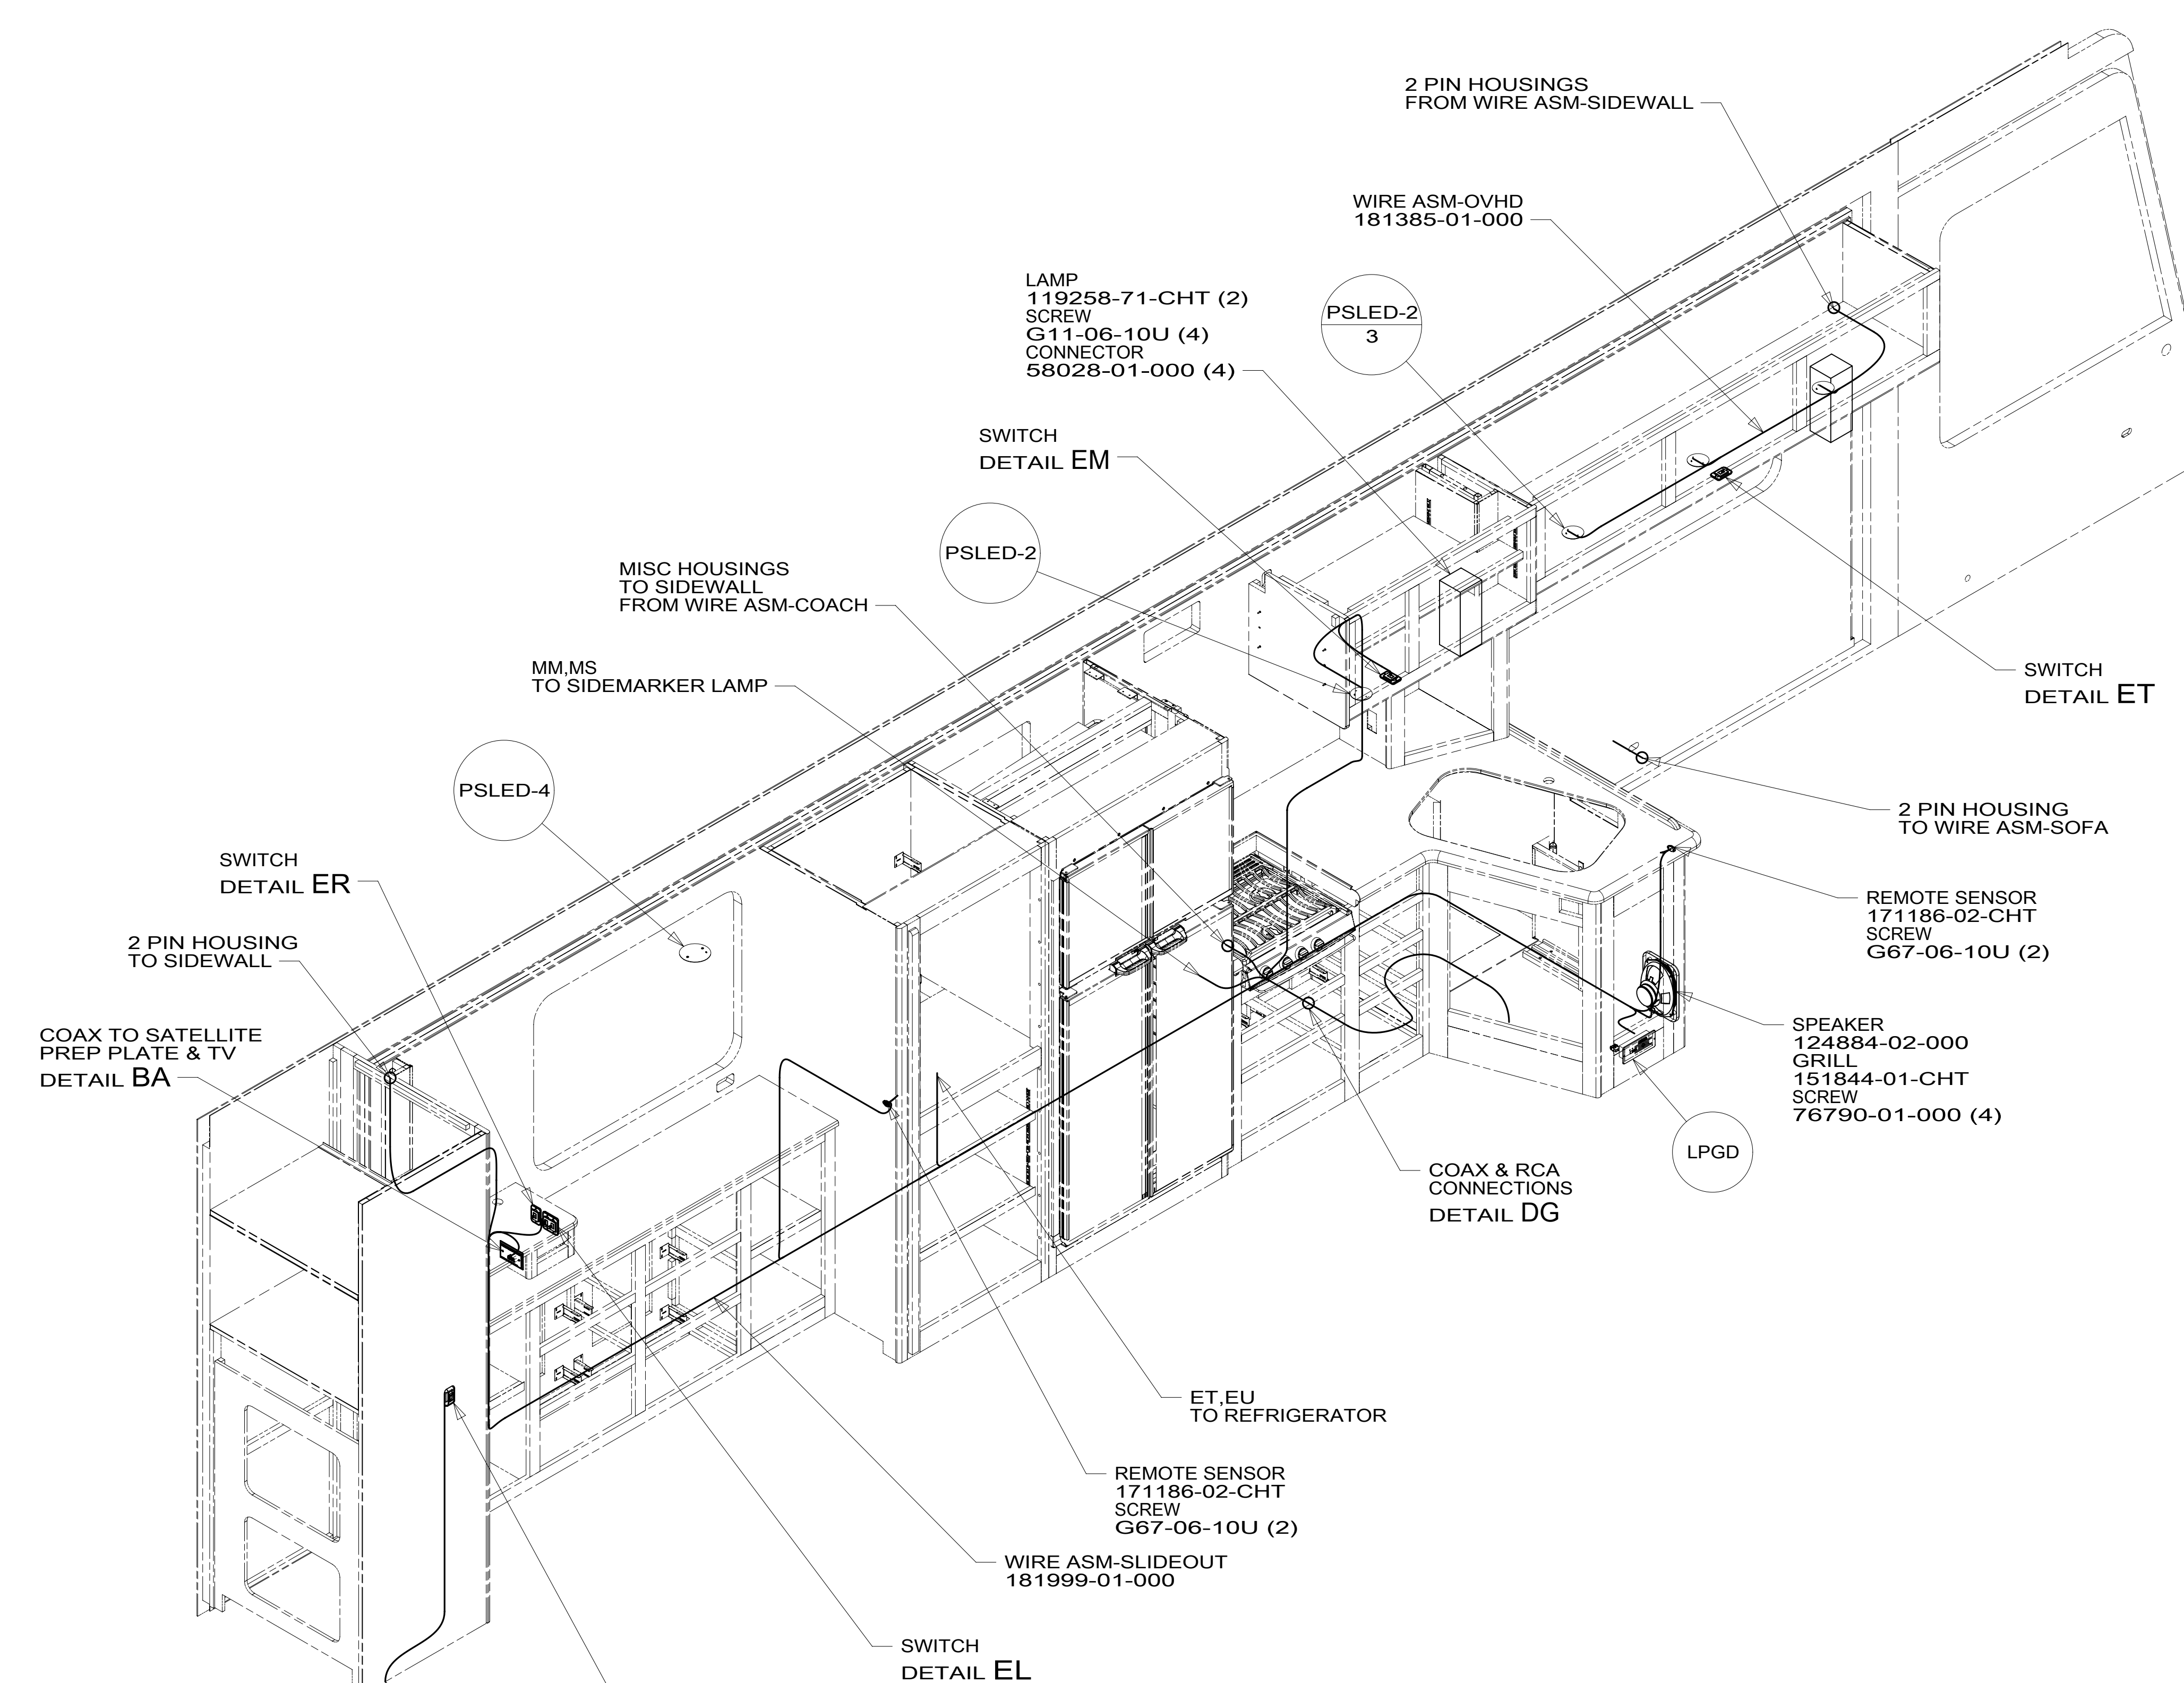 2 PIN HOUSINGS
FROM WIRE ASM-SIDEWALL
WIRE ASM-OVHD
181385-01-000
LAMP
119258-71-CHT (2)
SCREW
G11-06-10U (4)
CONNECTOR
58028-01-000 (4)
PSLED-2
3
SWITCH
DETAIL EM
PSLED-2
MISC HOUSINGS
TO SIDEWALL
FROM WIRE ASM-COACH
MM,MS
TO SIDEMARKER LAMP
SWITCH
DETAIL ET
PSLED-4
2 PIN HOUSING
TO WIRE ASM-SOFA
SWITCH
DETAIL ER
REMOTE SENSOR
171186-02-CHT
SCREW
G67-06-10U (2)
2 PIN HOUSING
TO SIDEWALL
COAX TO SATELLITE
PREP PLATE & TV
DETAIL BA
SPEAKER
124884-02-000
GRILL
151844-01-CHT
SCREW
76790-01-000 (4)
LPGD
COAX & RCA
CONNECTIONS
DETAIL DG
ET,EU
TO REFRIGERATOR
REMOTE SENSOR
171186-02-CHT
SCREW
G67-06-10U (2)
WIRE ASM-SLIDEOUT
181999-01-000
SWITCH
DETAIL EL